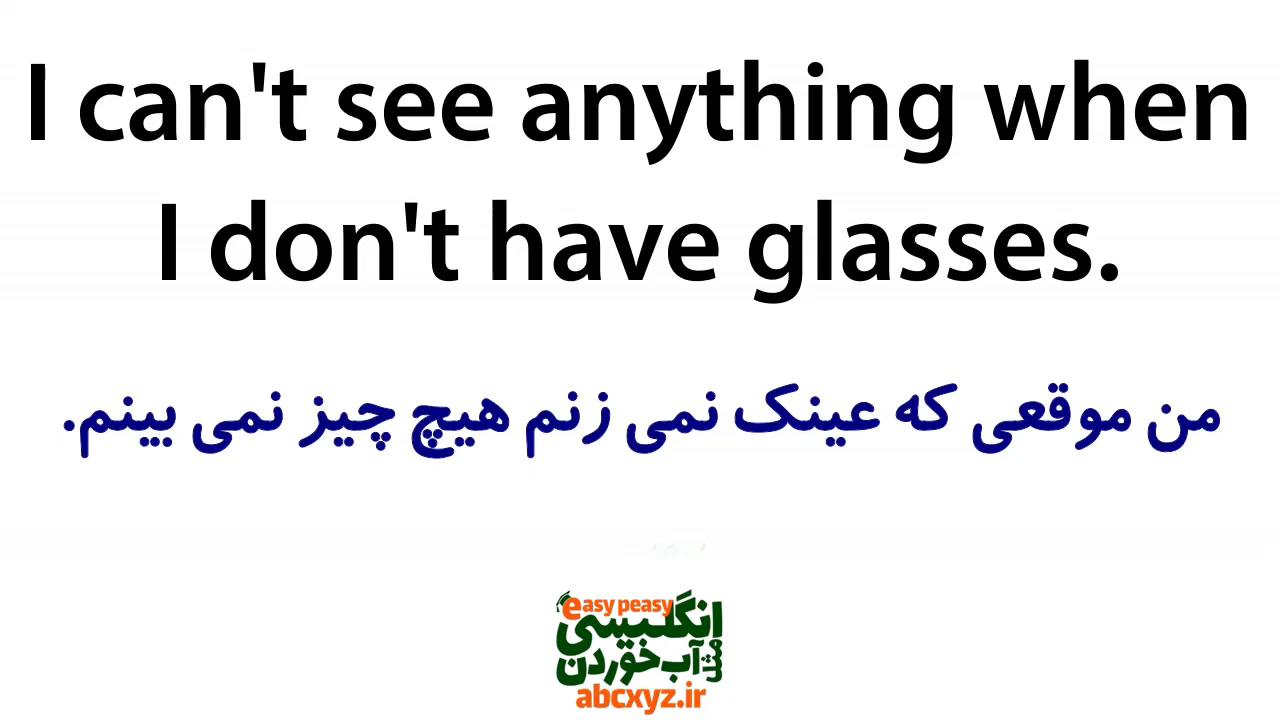 I can't see anything when
I don't have glasses.
من موقعی که عینک نمی زنم هیچ چیز نمی بینم.
easy peasy
انگلیسی
مثل آب خوردن
abcxyz.ir